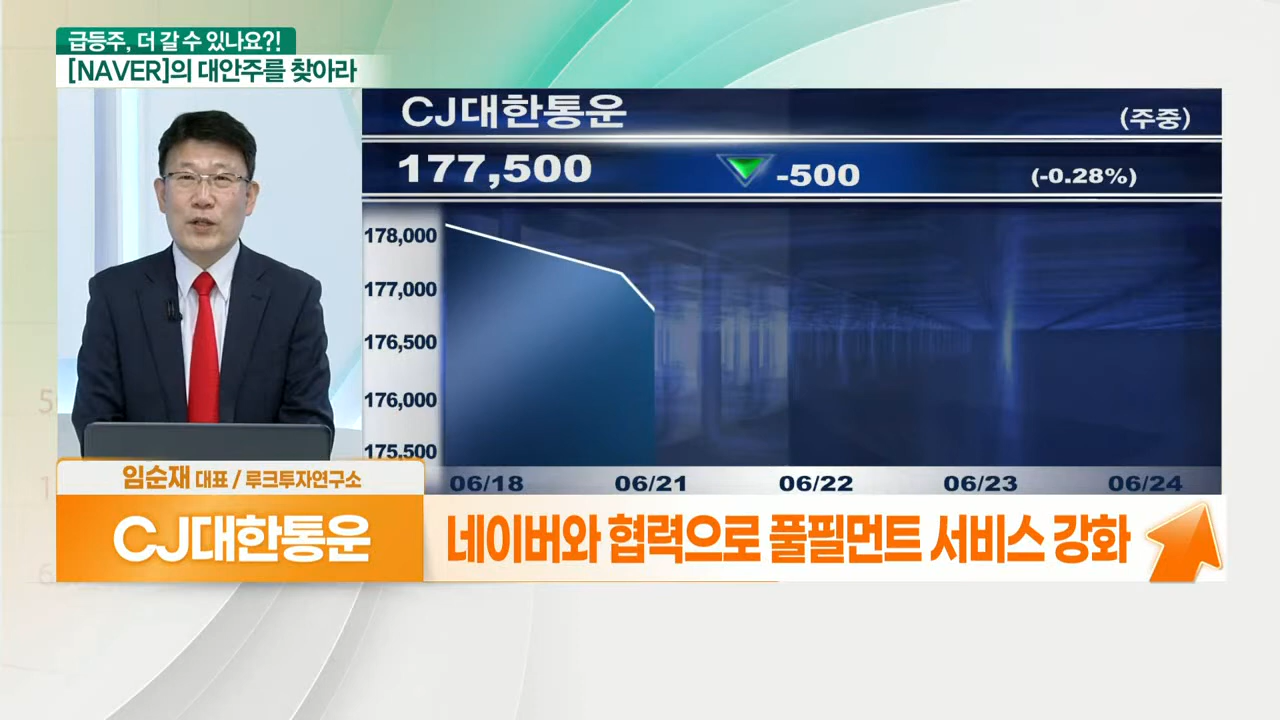 급등주, 더 갈 수 있나요?!
[NAVER]의 대안주를 찾아라
CJ대한통운
(주중)
177,500
-500
(-0.28%)
178,000
177,000
176,500
176,000
175,500
06/18
06/21
06/22
06/23
06/24
임순재 대표 / 루크투자연구소
CJ대한통운
네이버와 협력으로 풀필먼트 서비스 강화